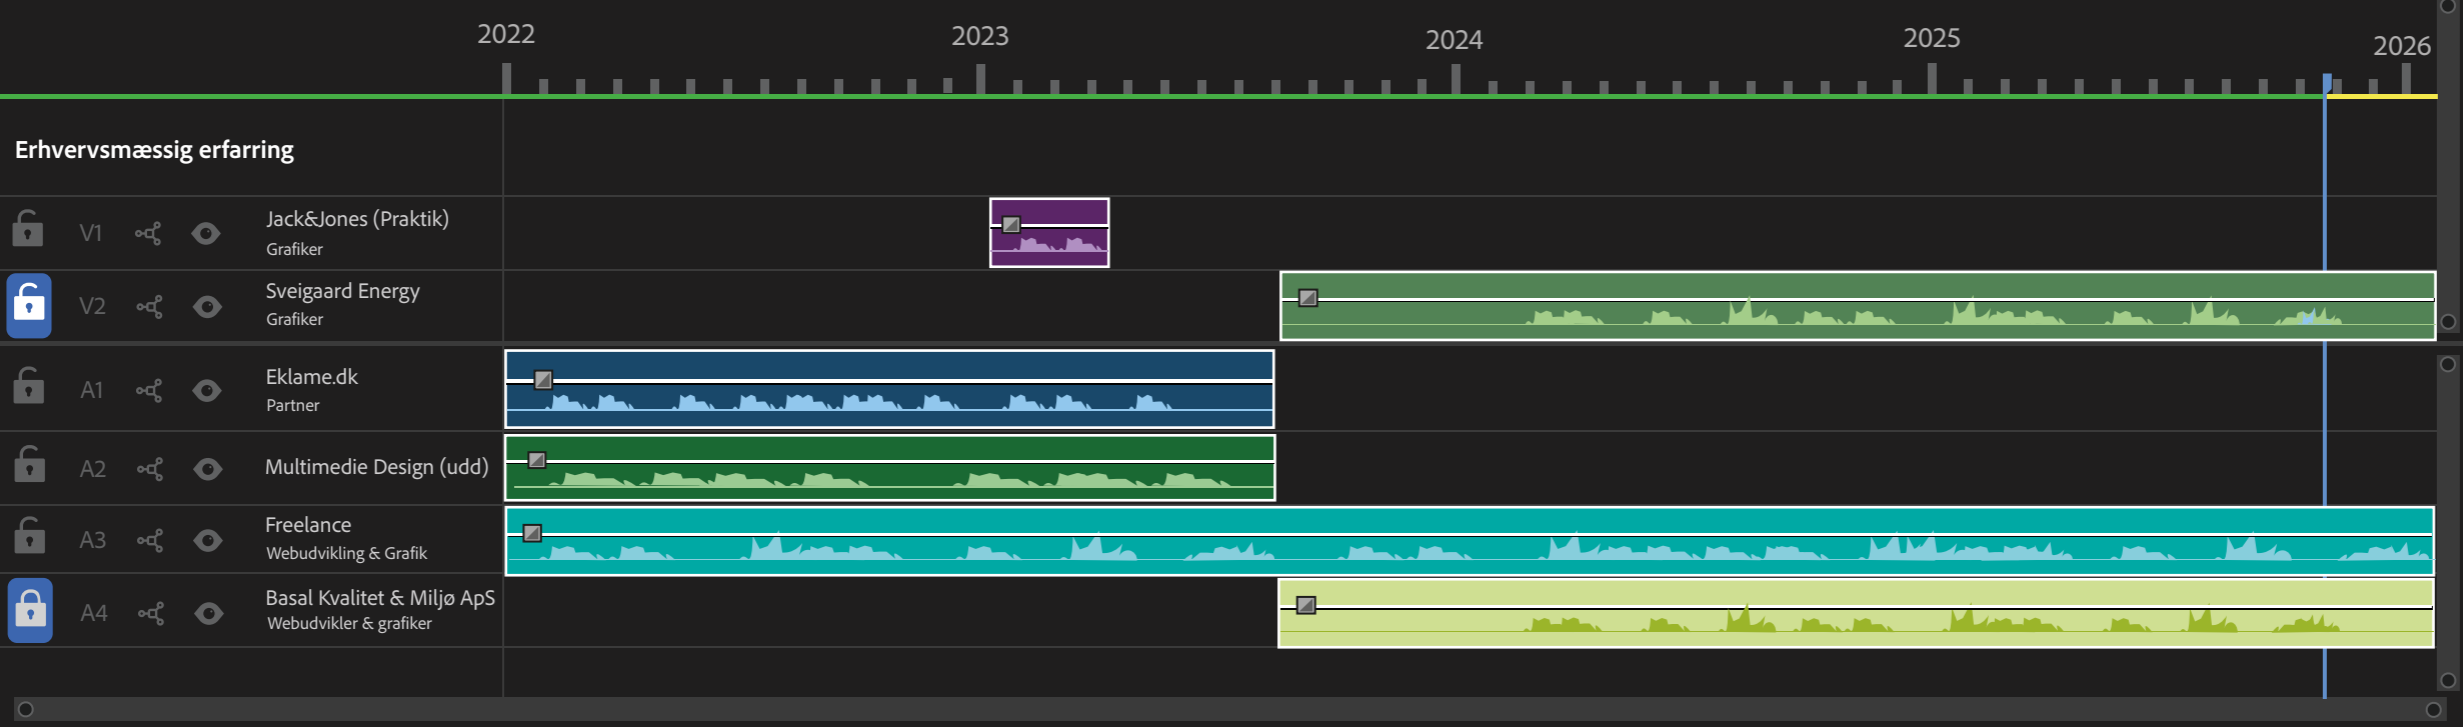 2022
2023
2024
2025
2026
Erhvervsmæssig erfarring
V1
Jack&Jones (Praktik)
Grafiker
V2
Sveigaard Energy
Grafiker
A1
Eklame.dk
Partner
A2
Multimedie Design (udd)
A3
Freelance
Webudvikling & Grafik
A4
Basal Kvalitet & Miljø ApS
Webudvikler & grafiker